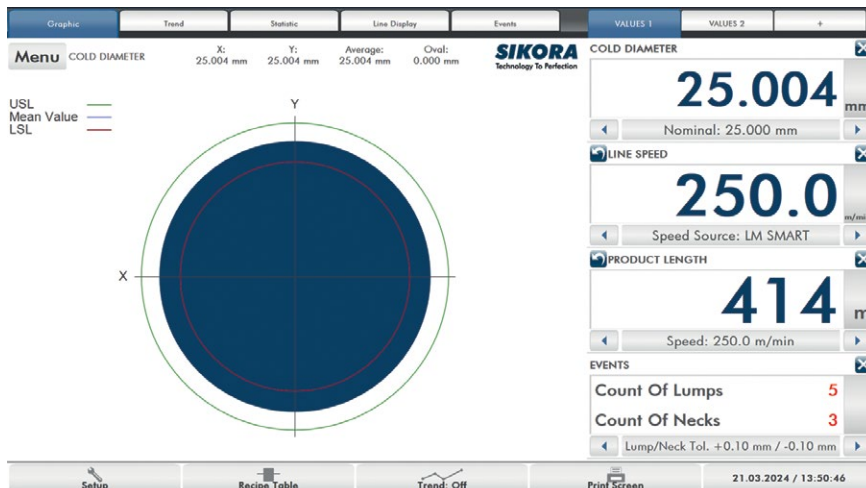 Graphic
Trend
Statistic
Line Display
Events
VALUES 1
VALUES 2
+
Menu COLD DIAMETER
X: Y: Average: Oval:
25.004 mm 25.004 mm 25.004 mm 0.000 mm
SIKORA
Technology To Perfection
USL
Mean Value
LSL
Y
X
COLD DIAMETER
25.004 mm
Nominal: 25.000 mm
LINE SPEED
250.0 m/min
Speed Source: LM SMART
PRODUCT LENGTH
414 m
Speed: 250.0 m/min
EVENTS
Count Of Lumps 5
Count Of Necks 3
Lump/Neck Tol. +0.10 mm / -0.10 mm
Setup
Recipe Table
Trend: Off
Print Screen
21.03.2024 / 13:50:46